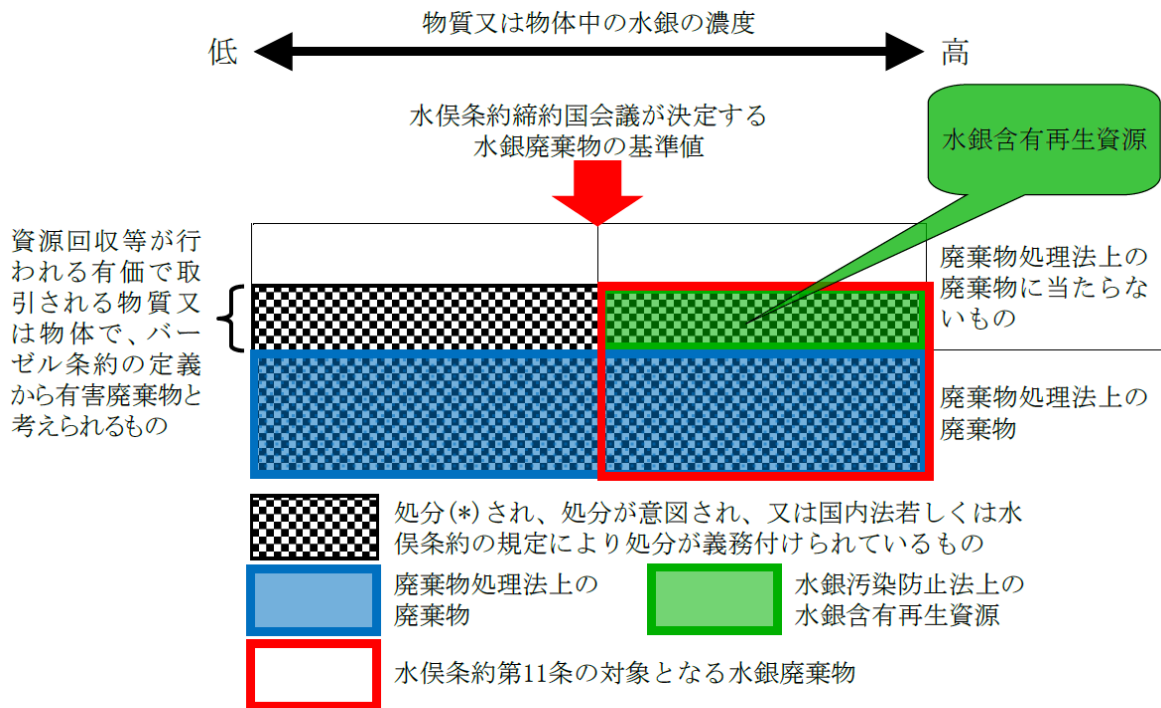 物質又は物体中の水銀の濃度
低
高
水俣条約締約国会議が決定する
水銀廃棄物の基準値
水銀含有再生資源
資源回収等が行
われる有価で取
引される物質又
は物体で、バー
ゼル条約の定義
から有害廃棄物と
考えられるもの
廃棄物処理法上の
廃棄物に当たらな
いもの
廃棄物処理法上の
廃棄物
処分(*)され、処分が意図され、又は国内法若しくは水
俣条約の規定により処分が義務付けられているもの
廃棄物処理法上の
廃棄物
水銀汚染防止法上の
水銀含有再生資源
水俣条約第11条の対象となる水銀廃棄物